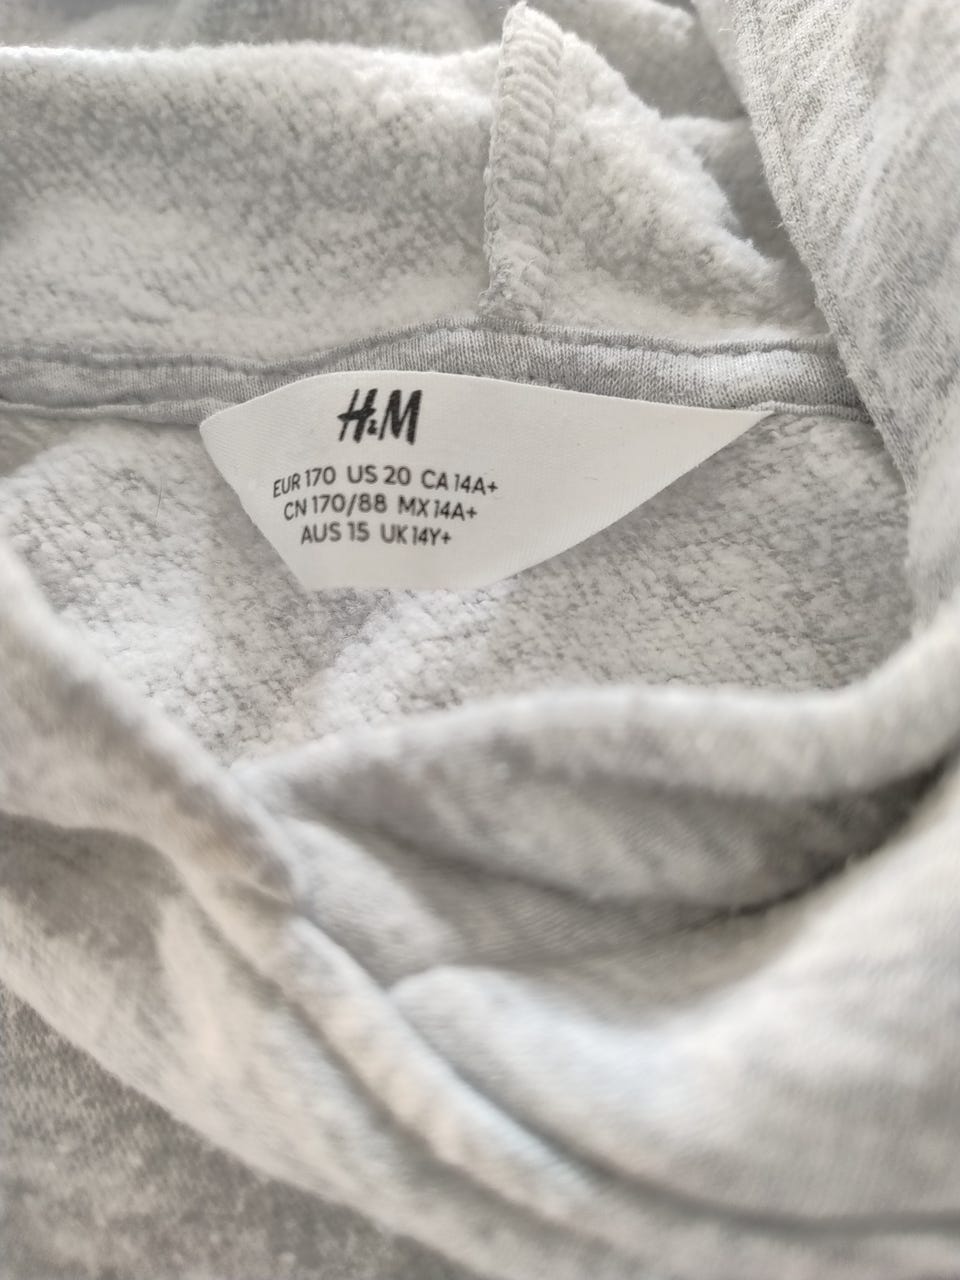 H&M
EUR 170 US 20 CA 14A+
CN 170/88 MX 14A+
AUS 15 UK 14Y+